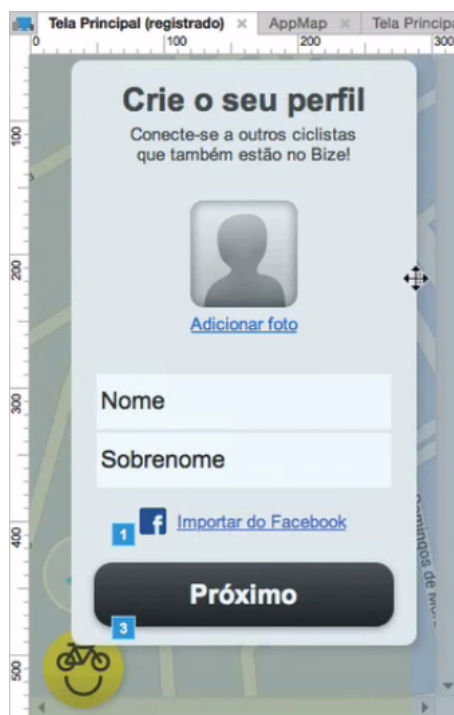 Tela Principal (registrado)
AppMap
Tela Principa
0
100
200
300
100
200
300
400
500
Crie o seu perfil
Conecte-se a outros ciclistas
que também estão no Bize!
Adicionar foto
Nome
Sobrenome
1
f
Importar do Facebook
Próximo
3